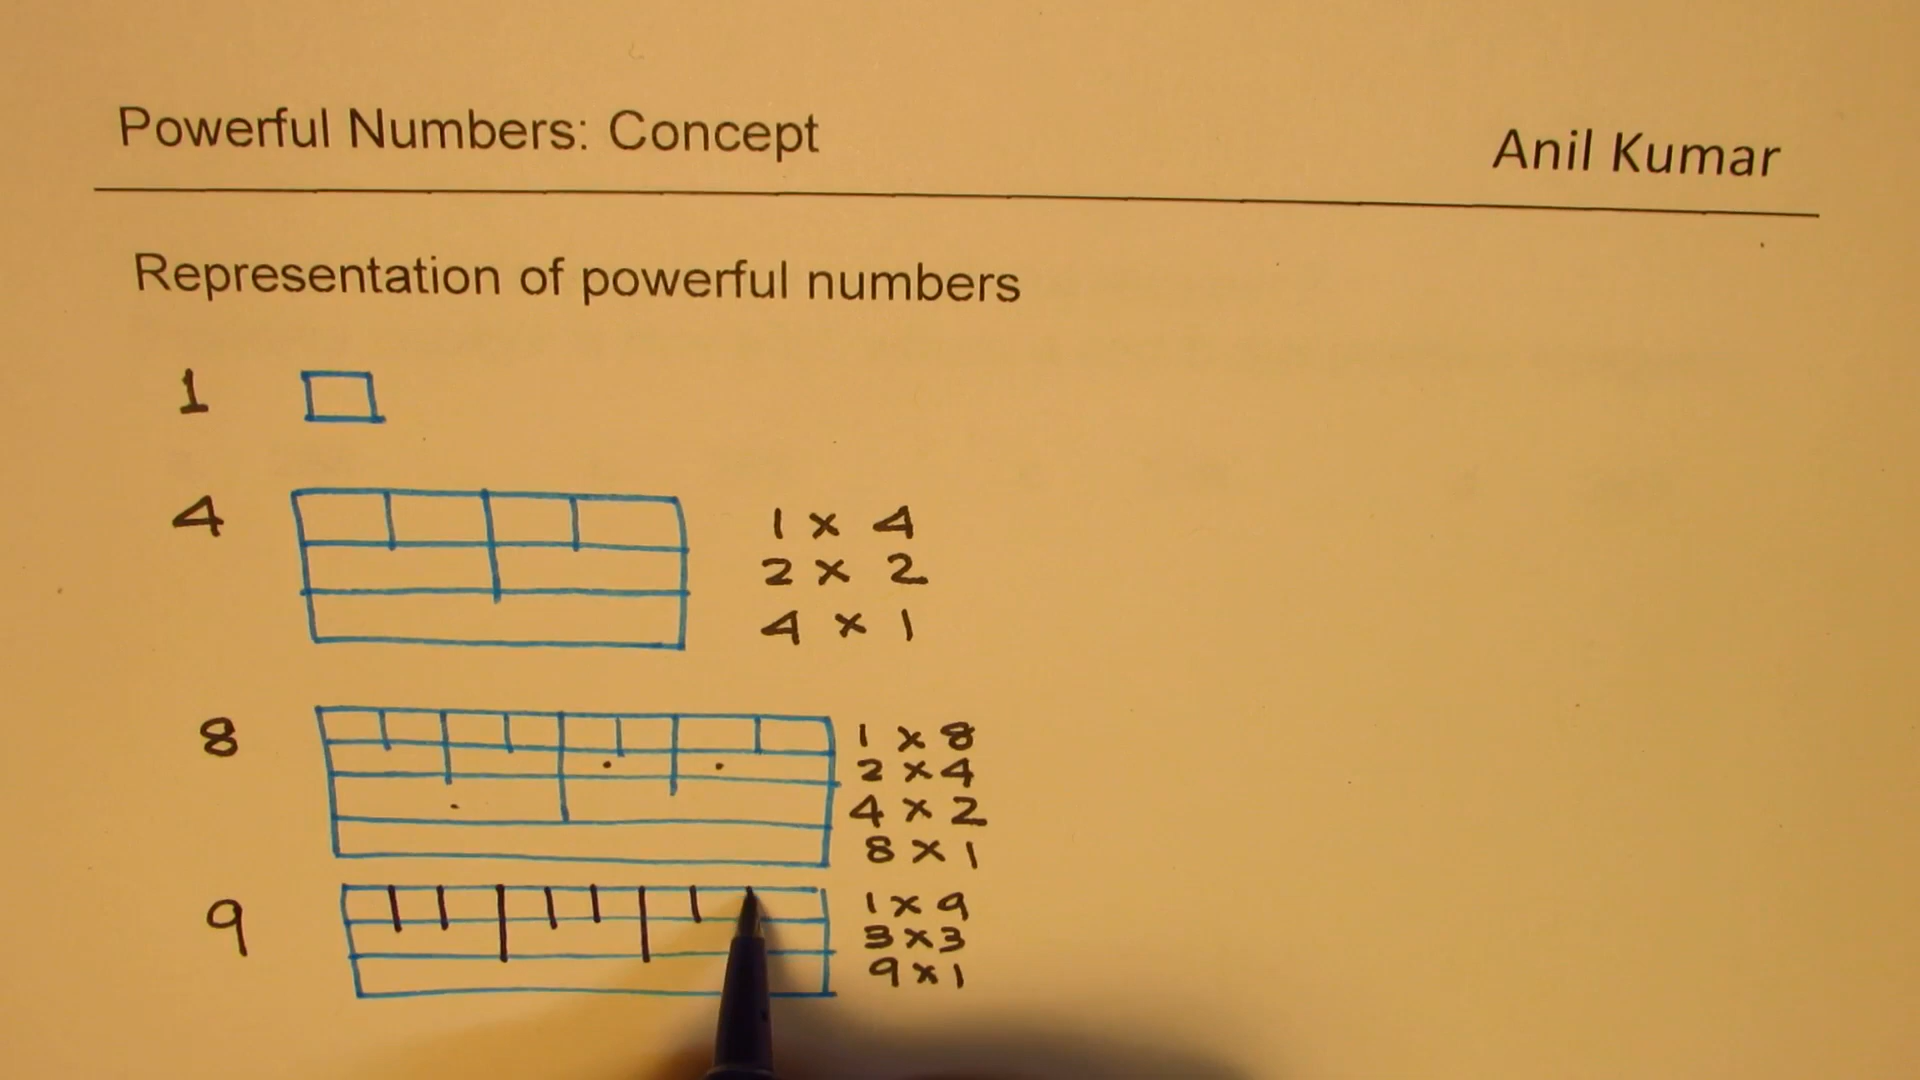 Powerful Numbers: Concept
Anil Kumar
Representation of powerful numbers
1
4
1 x 4
2 x 2
4 x 1
8
1 x 8
2 x 4
4 x 2
8 x 1
9
1 x 9
3 x 3
9 x 1